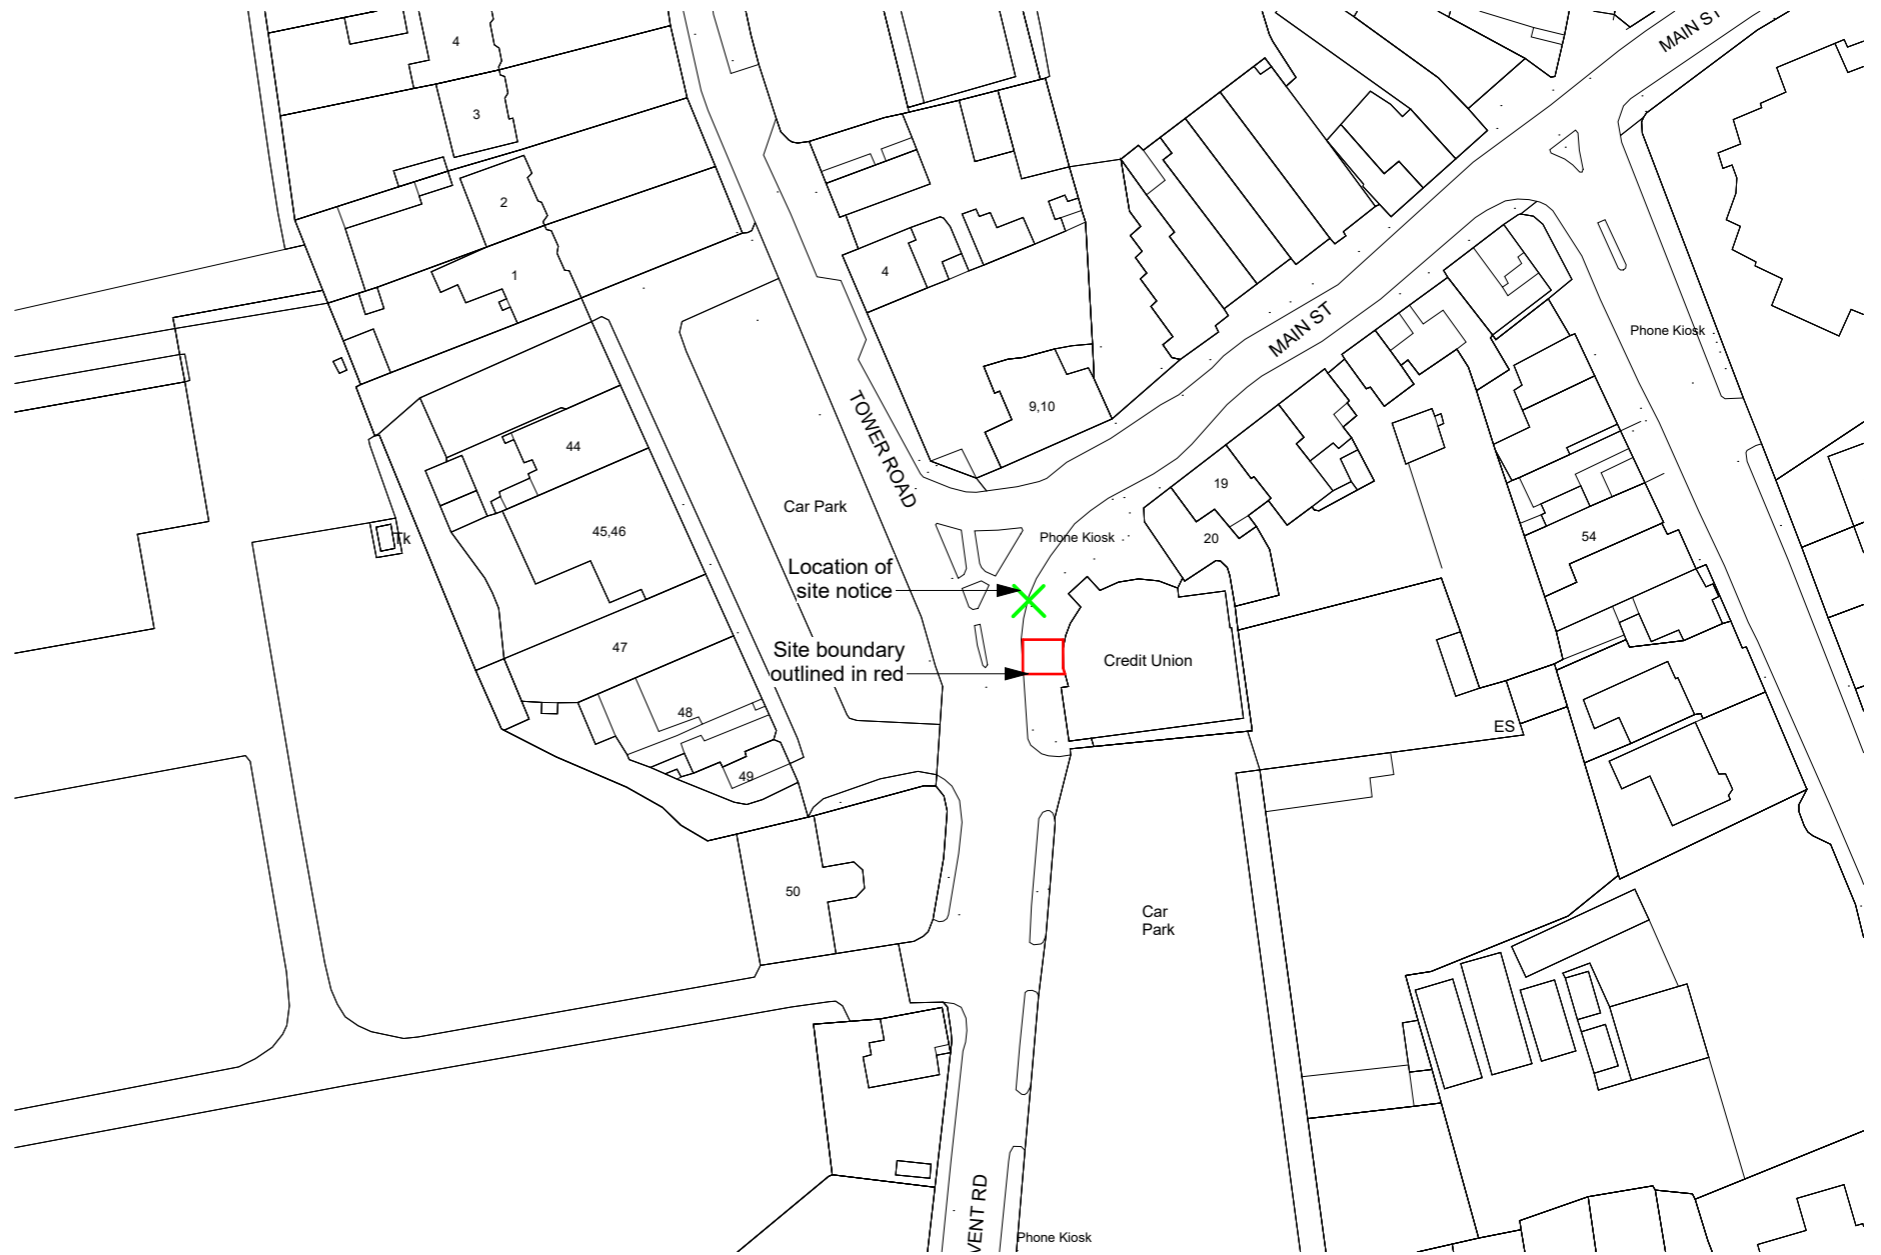 MAIN ST
4
3
2
1
4
Phone Kiosk
MAIN ST
9,10
TOWER ROAD
44
19
Car Park
45,46
Tk
Phone Kiosk
20
54
Location of
site notice
47
Site boundary
outlined in red
Credit Union
48
ES
49
50
Car
Park
VENT RD
Phone Kiosk